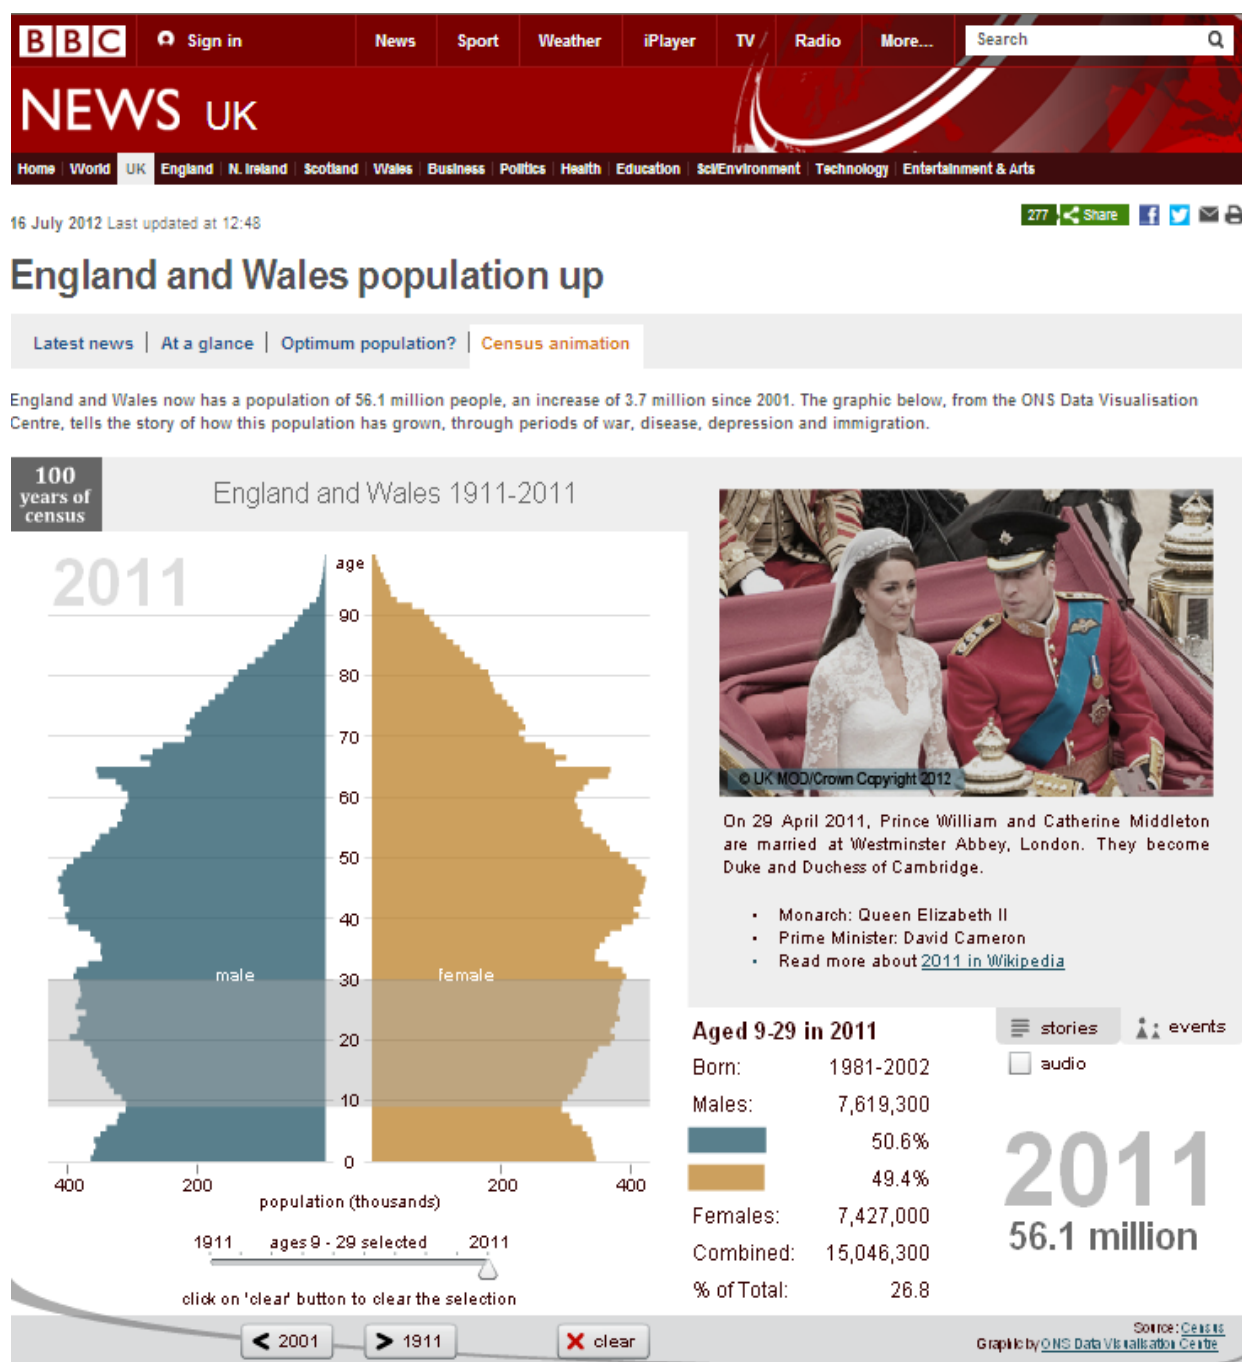 BBC Sign in News Sport Weather iPlayer TV Radio More... Search
NEWS UK
Home World UK England N. Ireland Scotland Wales Business Politics Health Education Sci/Environment Technology Entertainment & Arts
16 July 2012 Last updated at 12:48
277 Share
England and Wales population up
Latest news At a glance Optimum population? Census animation
England and Wales now has a population of 56.1 million people, an increase of 3.7 million since 2001. The graphic below, from the ONS Data Visualisation
Centre, tells the story of how this population has grown, through periods of war, disease, depression and immigration.
100
years of
census
England and Wales 1911-2011
2011
age
90
80
70
60
50
40
30
20
10
0
male female
400 200 200 400
population (thousands)
1911 ages 9 - 29 selected 2011
click on 'clear' button to clear the selection
< 2001 > 1911 clear
© UK MOD/Crown Copyright 2012
On 29 April 2011, Prince William and Catherine Middleton
are married at Westminster Abbey, London. They become
Duke and Duchess of Cambridge.
• Monarch: Queen Elizabeth II
• Prime Minister: David Cameron
• Read more about 2011 in Wikipedia
Aged 9-29 in 2011
Born: 1981-2002
Males: 7,619,300
50.6%
49.4%
Females: 7,427,000
Combined: 15,046,300
% of Total: 26.8
stories events
audio
2011
56.1 million
Source: Census
Graphic by ONS Data Visualisation Centre